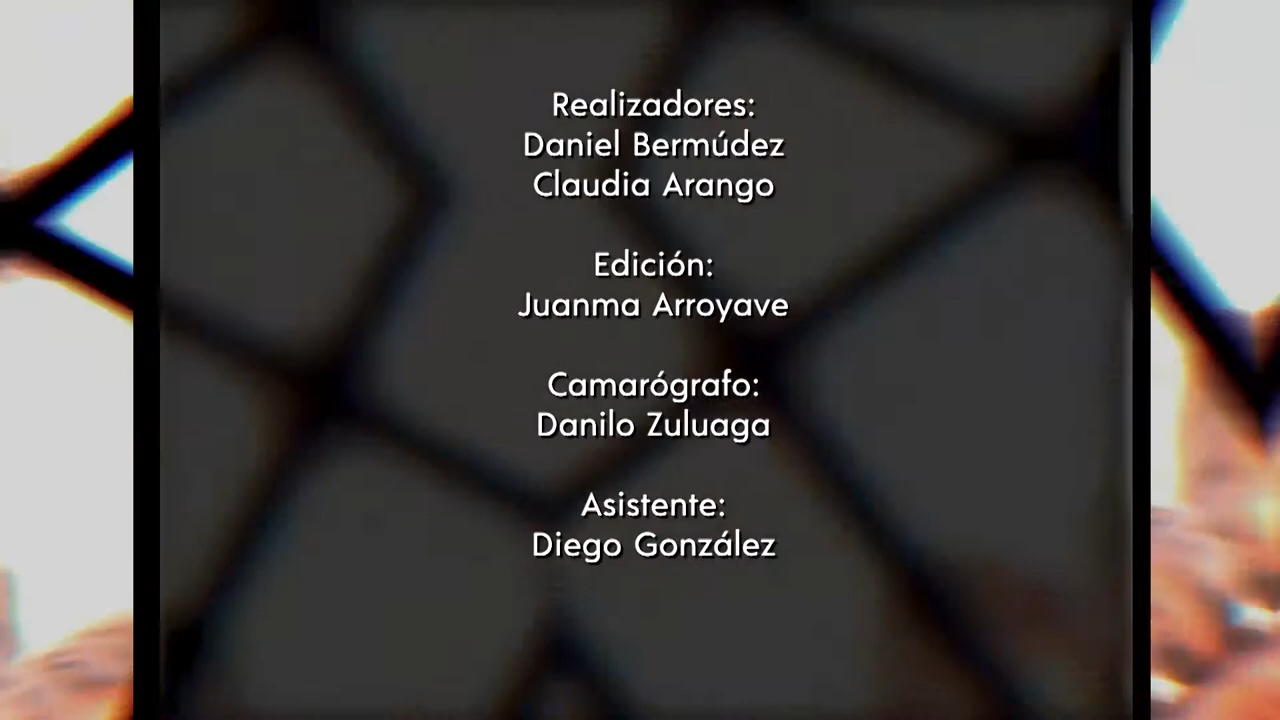 Realizadores:
Daniel Bermúdez
Claudia Arango
Edición:
Juanma Arroyave
Camarógrafo:
Danilo Zuluaga
Asistente:
Diego González